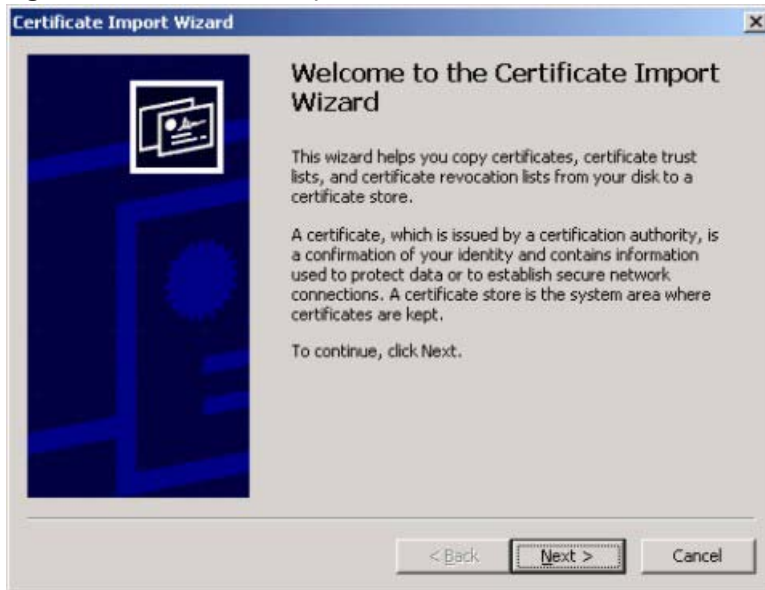 Certificate Import Wizard
Welcome to the Certificate Import
Wizard
This wizard helps you copy certificates, certificate trust
lists, and certificate revocation lists from your disk to a
certificate store.
A certificate, which is issued by a certification authority, is
a confirmation of your identity and contains information
used to protect data or to establish secure network
connections. A certificate store is the system area where
certificates are kept.
To continue, click Next.
< Back
Next >
Cancel